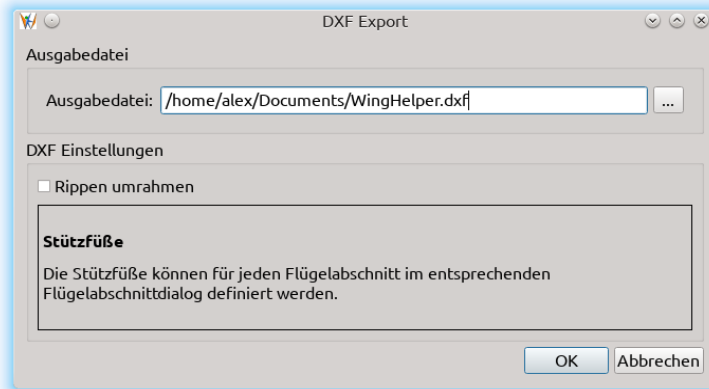 DXF Export
Ausgabedatei
Ausgabedatei: /home/alex/Documents/WingHelper.dxf ...
DXF Einstellungen
Rippen umrahmen
Stützfüße
Die Stützfüße können für jeden Flügelabschnitt im entsprechenden
Flügelabschnittdialog definiert werden.
OK Abbrechen